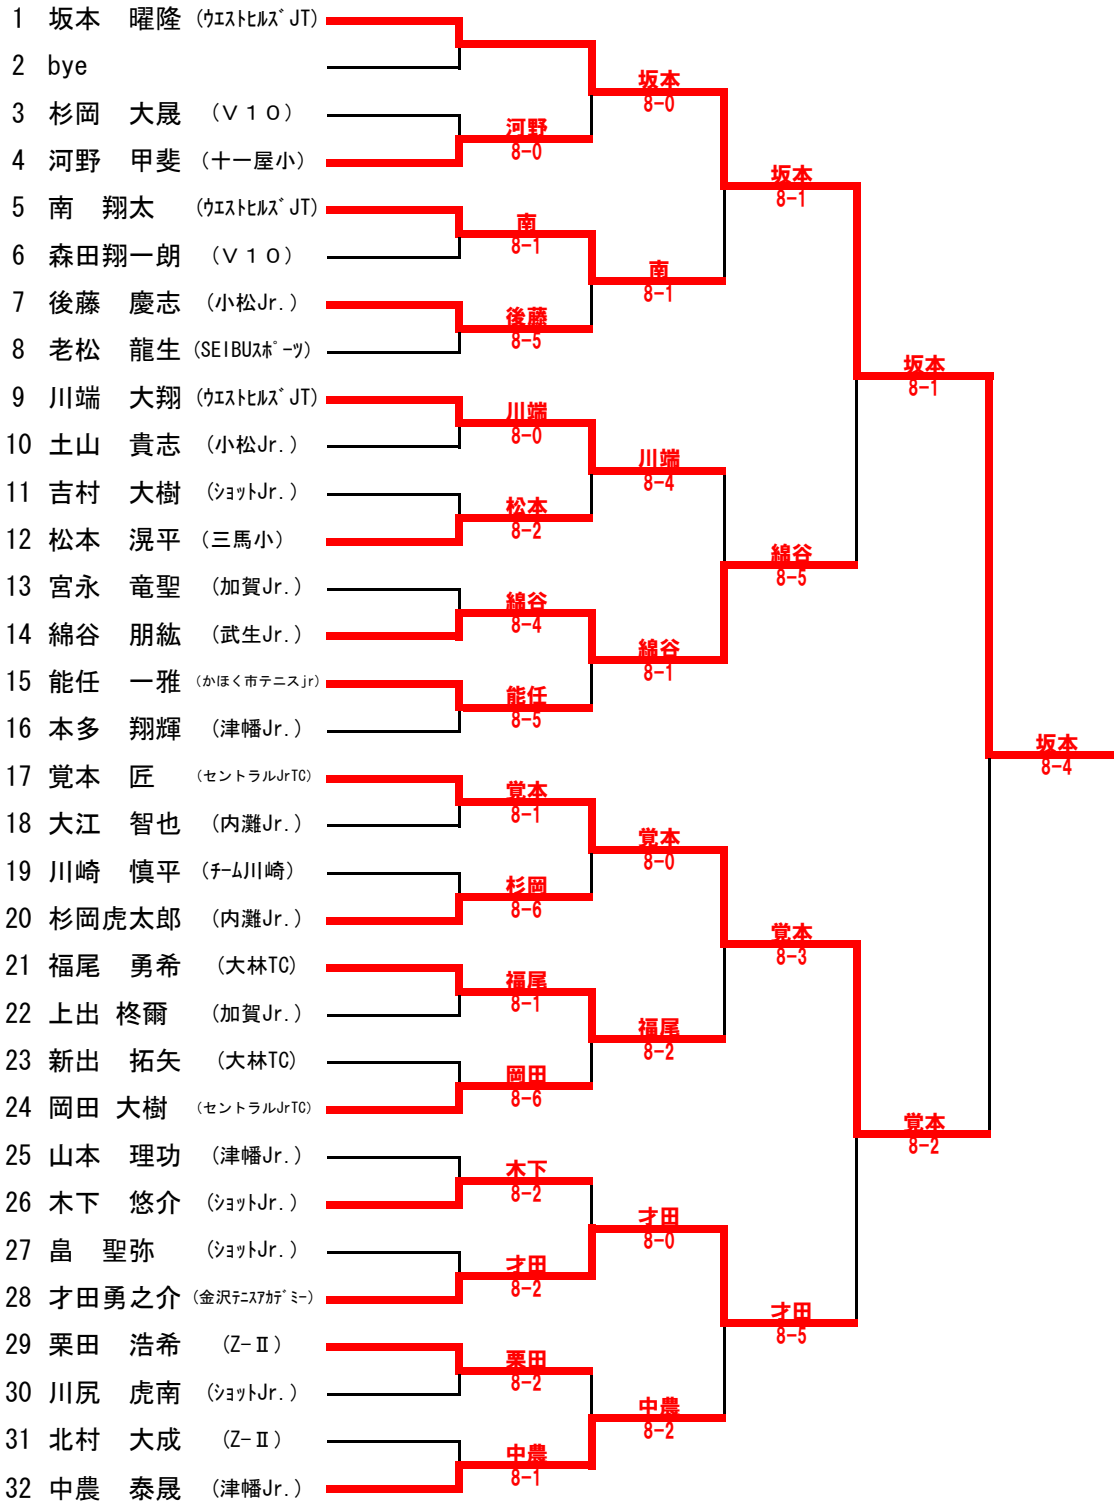 1 坂本 曜隆 (ｳｴｽﾄﾋﾙｽﾞJT)
2 bye
坂本
8-0
3 杉岡 大晟 (Ｖ１０)
河野
8-0
4 河野 甲斐 (十一屋小)
坂本
8-1
5 南 翔太 (ｳｴｽﾄﾋﾙｽﾞJT)
南
8-1
6 森田翔一朗 (Ｖ１０)
南
8-1
7 後藤 慶志 (小松Jr.)
後藤
8-5
8 老松 龍生 (SEIBUｽﾎﾟｰﾂ)
坂本
8-1
9 川端 大翔 (ｳｴｽﾄﾋﾙｽﾞJT)
川端
8-0
10 土山 貴志 (小松Jr.)
川端
8-4
11 吉村 大樹 (ｼｮｯﾄJr.)
松本
8-2
12 松本 滉平 (三馬小)
綿谷
8-5
13 宮永 竜聖 (加賀Jr.)
綿谷
8-4
14 綿谷 朋紘 (武生Jr.)
綿谷
8-1
15 能任 一雅 (かほく市テニスjr)
能任
8-5
16 本多 翔輝 (津幡Jr.)
坂本
8-4
17 覚本 匠 (セントラルJrTC)
覚本
8-1
18 大江 智也 (内灘Jr.)
覚本
8-0
19 川崎 慎平 (ﾁｰﾑ川崎)
杉岡
8-6
20 杉岡虎太郎 (内灘Jr.)
覚本
8-3
21 福尾 勇希 (大林TC)
福尾
8-1
22 上出 柊爾 (加賀Jr.)
福尾
8-2
23 新出 拓矢 (大林TC)
岡田
8-6
24 岡田 大樹 (セントラルJrTC)
覚本
8-2
25 山本 理功 (津幡Jr.)
木下
8-2
26 木下 悠介 (ｼｮｯﾄJr.)
才田
8-0
27 畠 聖弥 (ｼｮｯﾄJr.)
才田
8-2
28 才田勇之介 (金沢ﾃﾆｽｱｶﾃﾞﾐｰ)
才田
8-5
29 栗田 浩希 (Z-Ⅱ)
栗田
8-2
30 川尻 虎南 (ｼｮｯﾄJr.)
中農
8-2
31 北村 大成 (Z-Ⅱ)
中農
8-1
32 中農 泰晟 (津幡Jr.)